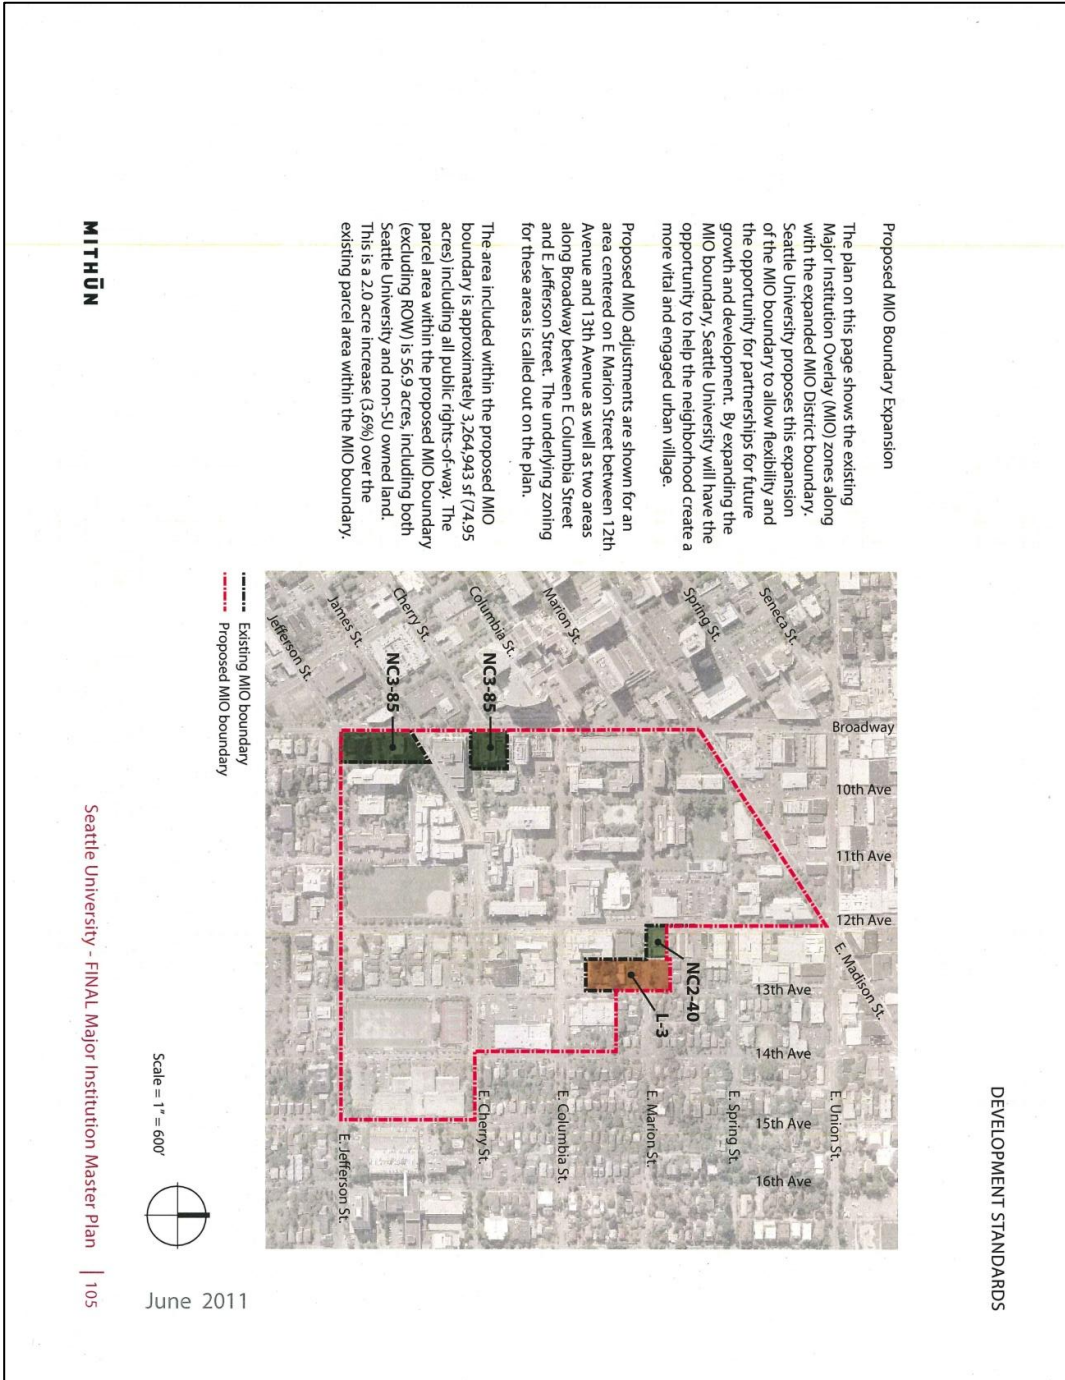 DEVELOPMENT STANDARDS
Proposed MIO Boundary Expansion
The plan on this page shows the existing
Major Institution Overlay (MIO) zones along
with the expanded MIO District boundary.
Seattle University proposes this expansion
of the MIO boundary to allow flexibility and
the opportunity for partnerships for future
growth and development. By expanding the
MIO boundary, Seattle University will have the
opportunity to help the neighborhood create a
more vital and engaged urban village.
Proposed MIO adjustments are shown for an
area centered on E Marion Street between 12th
Avenue and 13th Avenue as well as two areas
along Broadway between E Columbia Street
and E Jefferson Street. The underlying zoning
for these areas is called out on the plan.
The area included within the proposed MIO
boundary is approximately 3,264,943 sf (74.95
acres) including all public rights-of-way. The
parcel area within the proposed MIO boundary
(excluding ROW) is 56.9 acres, including both
Seattle University and non-SU owned land.
This is a 2.0 acre increase (3.6%) over the
existing parcel area within the MIO boundary.
Broadway
10th Ave
11th Ave
12th Ave
E. Madison St.
E. Union St.
Seneca St.
Spring St.
13th Ave
14th Ave
15th Ave
16th Ave
E. Spring St.
NC2-40
L-3
E. Marion St.
Marion St.
E. Columbia St.
Columbia St.
NC3-85
E. Cherry St.
Cherry St.
NC3-85
James St.
Jefferson St.
E. Jefferson St.
Existing MIO boundary
Proposed MIO boundary
Scale = 1" = 600'
MITHŪN
Seattle University - FINAL Major Institution Master Plan | 105
June 2011